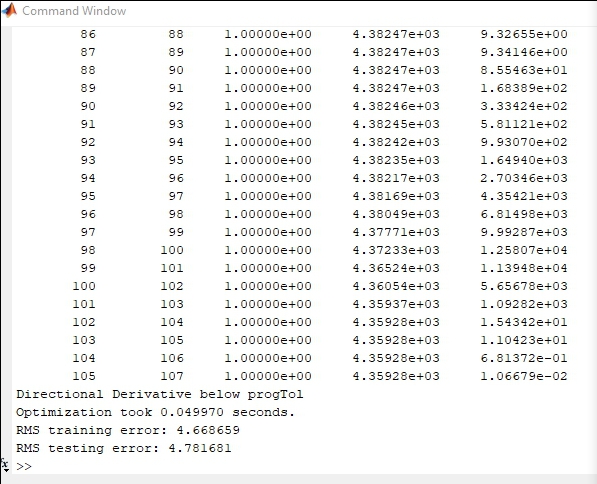 Command Window
86 88 1.00000e+00 4.38247e+03 9.32655e+00
87 89 1.00000e+00 4.38247e+03 9.34146e+00
88 90 1.00000e+00 4.38247e+03 8.55463e+01
89 91 1.00000e+00 4.38247e+03 1.68389e+02
90 92 1.00000e+00 4.38246e+03 3.33424e+02
91 93 1.00000e+00 4.38245e+03 5.81121e+02
92 94 1.00000e+00 4.38242e+03 9.93070e+02
93 95 1.00000e+00 4.38235e+03 1.64940e+03
94 96 1.00000e+00 4.38217e+03 2.70346e+03
95 97 1.00000e+00 4.38169e+03 4.35421e+03
96 98 1.00000e+00 4.38049e+03 6.81498e+03
97 99 1.00000e+00 4.37771e+03 9.99287e+03
98 100 1.00000e+00 4.37233e+03 1.25807e+04
99 101 1.00000e+00 4.36524e+03 1.13948e+04
100 102 1.00000e+00 4.36054e+03 5.65678e+03
101 103 1.00000e+00 4.35937e+03 1.09282e+03
102 104 1.00000e+00 4.35928e+03 1.54342e+01
103 105 1.00000e+00 4.35928e+03 1.10423e+01
104 106 1.00000e+00 4.35928e+03 6.81372e-01
105 107 1.00000e+00 4.35928e+03 1.06679e-02
Directional Derivative below progTol
Optimization took 0.049970 seconds.
RMS training error: 4.668659
RMS testing error: 4.781681
fx >>